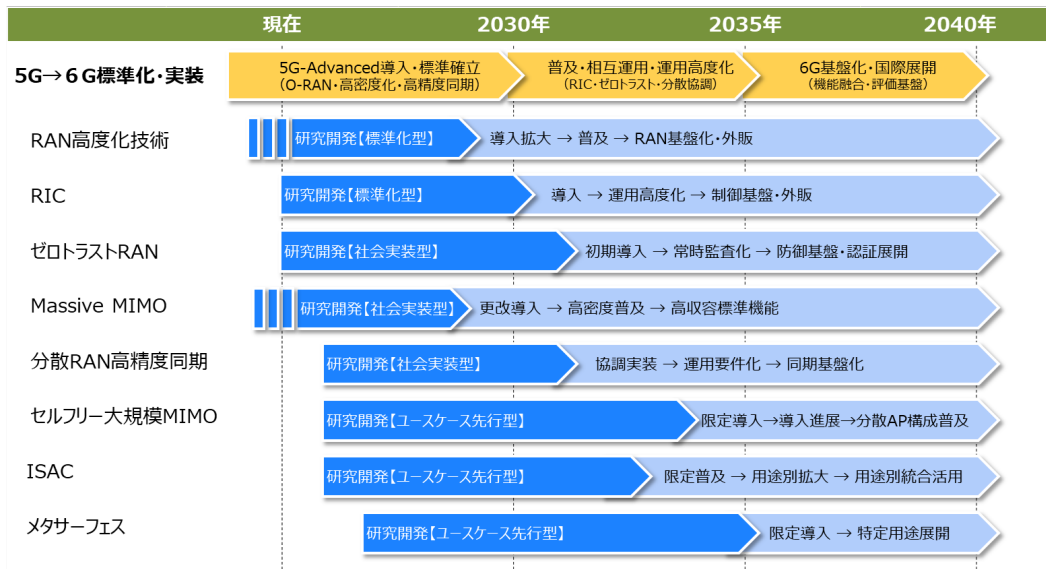 現在 2030年 2035年 2040年
5G→6G標準化・実装
5G-Advanced導入・標準確立
(O-RAN・高密度化・高精度同期)
普及・相互運用・運用高度化
(RIC・ゼロトラスト・分散協調)
6G基盤化・国際展開
(機能融合・評価基盤)
RAN高度化技術 研究開発【標準化型】 導入拡大 → 普及 → RAN基盤化・外販
RIC 研究開発【標準化型】 導入 → 運用高度化 → 制御基盤・外販
ゼロトラストRAN 研究開発【社会実装型】 初期導入 → 常時監査化 → 防御基盤・認証展開
Massive MIMO 研究開発【社会実装型】 更改導入 → 高密度普及 → 高収容標準機能
分散RAN高精度同期 研究開発【社会実装型】 協調実装 → 運用要件化 → 同期基盤化
セルフリー大規模MIMO 研究開発【ユースケース先行型】 限定導入→導入進展→分散AP構成普及
ISAC 研究開発【ユースケース先行型】 限定普及 → 用途別拡大 → 用途別統合活用
メタサーフェス 研究開発【ユースケース先行型】 限定導入 → 特定用途展開